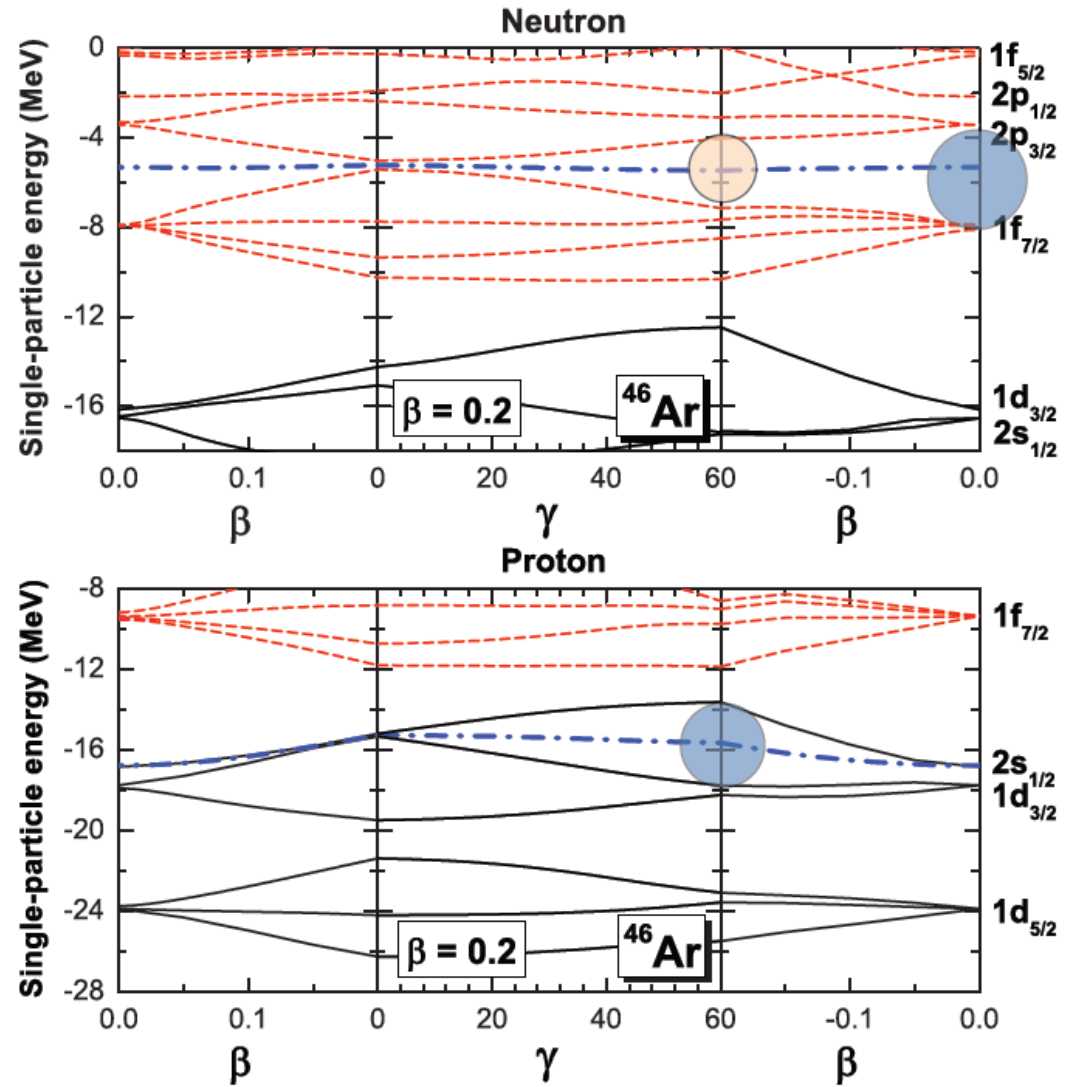 Neutron
Single-particle energy (MeV)
0
-4
-8
-12
-16
1f5/2
2p1/2
2p3/2
1f7/2
1d3/2
2s1/2
β = 0.2
46Ar
0.0 0.1 0 20 40 60 -0.1 0.0
β γ β
Proton
Single-particle energy (MeV)
-8
-12
-16
-20
-24
-28
1f7/2
2s1/2
1d3/2
1d5/2
β = 0.2
46Ar
0.0 0.1 0 20 40 60 -0.1 0.0
β γ β